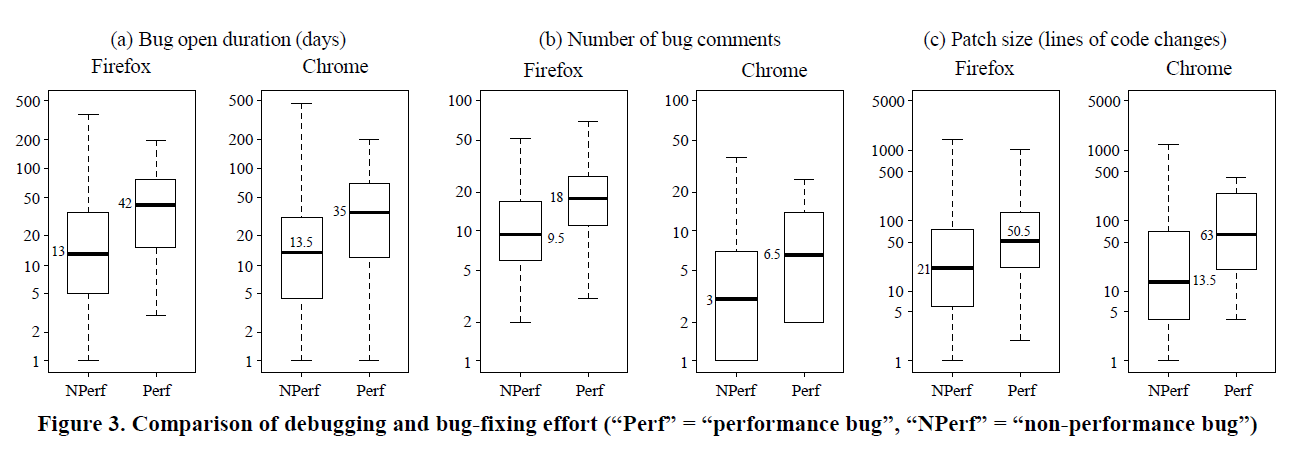 (a) Bug open duration (days)
Firefox
Chrome
500
200
100
50
20
10
5
2
1
13
42
NPerf
Perf
500
200
100
50
20
10
5
2
1
13.5
35
NPerf
Perf
(b) Number of bug comments
Firefox
Chrome
100
50
20
10
5
2
1
9.5
18
NPerf
Perf
100
50
20
10
5
2
1
3
6.5
NPerf
Perf
(c) Patch size (lines of code changes)
Firefox
Chrome
5000
1000
500
100
50
10
5
1
21
50.5
NPerf
Perf
5000
1000
500
100
50
10
5
1
13.5
63
NPerf
Perf
Figure 3. Comparison of debugging and bug-fixing effort (“Perf” = “performance bug”, “NPerf” = “non-performance bug”)